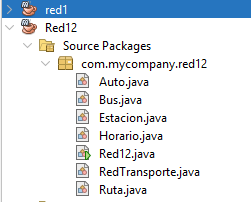 red1
Red12
Source Packages
com.mycompany.red12
Auto.java
Bus.java
Estacion.java
Horario.java
Red12.java
RedTransporte.java
Ruta.java